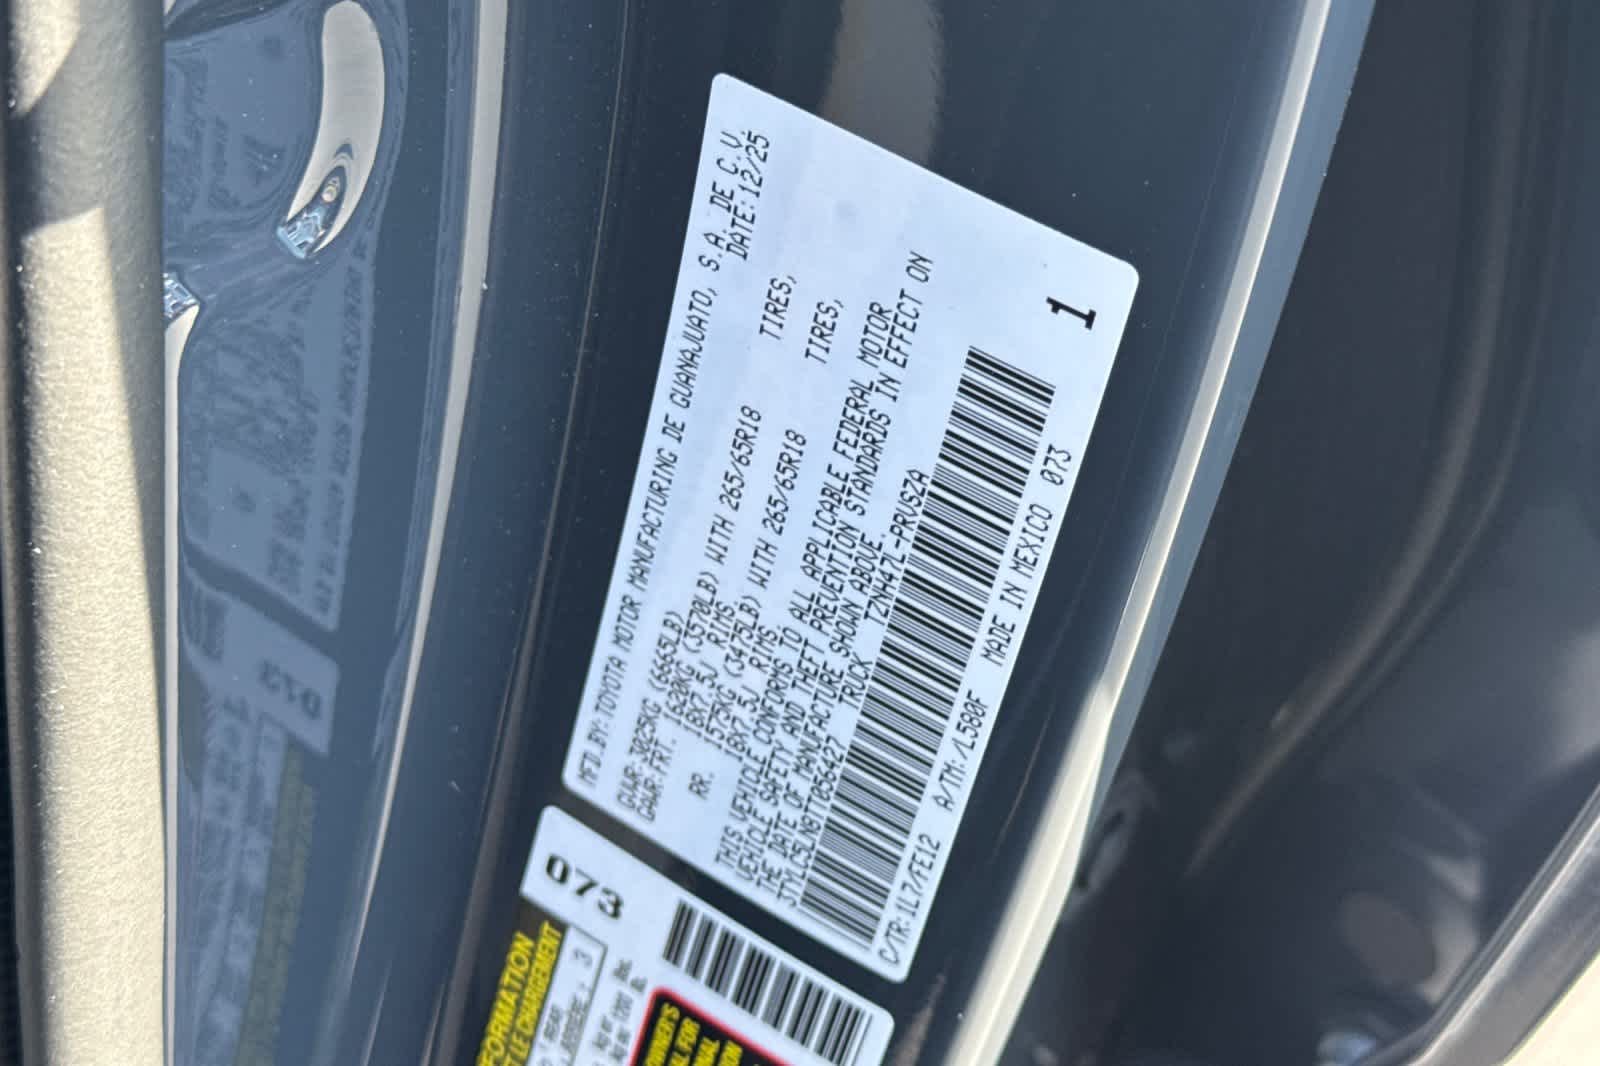 MFD.BY:TOYOTA MOTOR MANUFACTURING DE GUANAJUATO, S.A. DE C.V.
DATE:12/25
GVWR:3025KG (6665LB)
GAWR:FRT. 1620KG (3570LB) WITH 265/65R18 TIRES,
18X7.5J RIMS
RR. 1575KG (3475LB) WITH 265/65R18 TIRES,
18X7.5J RIMS.
THIS VEHICLE CONFORMS TO ALL APPLICABLE FEDERAL MOTOR
VEHICLE SAFETY AND THEFT PREVENTION STANDARDS IN EFFECT ON
THE DATE OF MANUFACTURE SHOWN ABOVE.
3TYLC5LN8TT056427 TRUCK TZNA47L-PRUSZA
1
C/TR:1L7/FE12 A/TM:/L580F MADE IN MEXICO 073
073